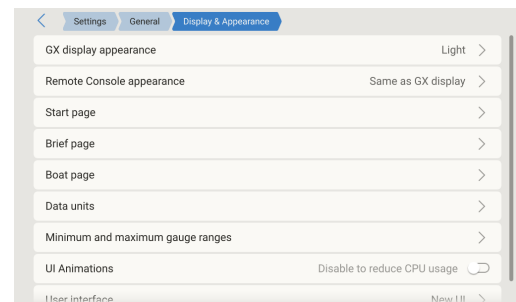 Settings General Display & Appearance
GX display appearance Light
Remote Console appearance Same as GX display
Start page
Brief page
Boat page
Data units
Minimum and maximum gauge ranges
UI Animations Disable to reduce CPU usage
User interface New UI